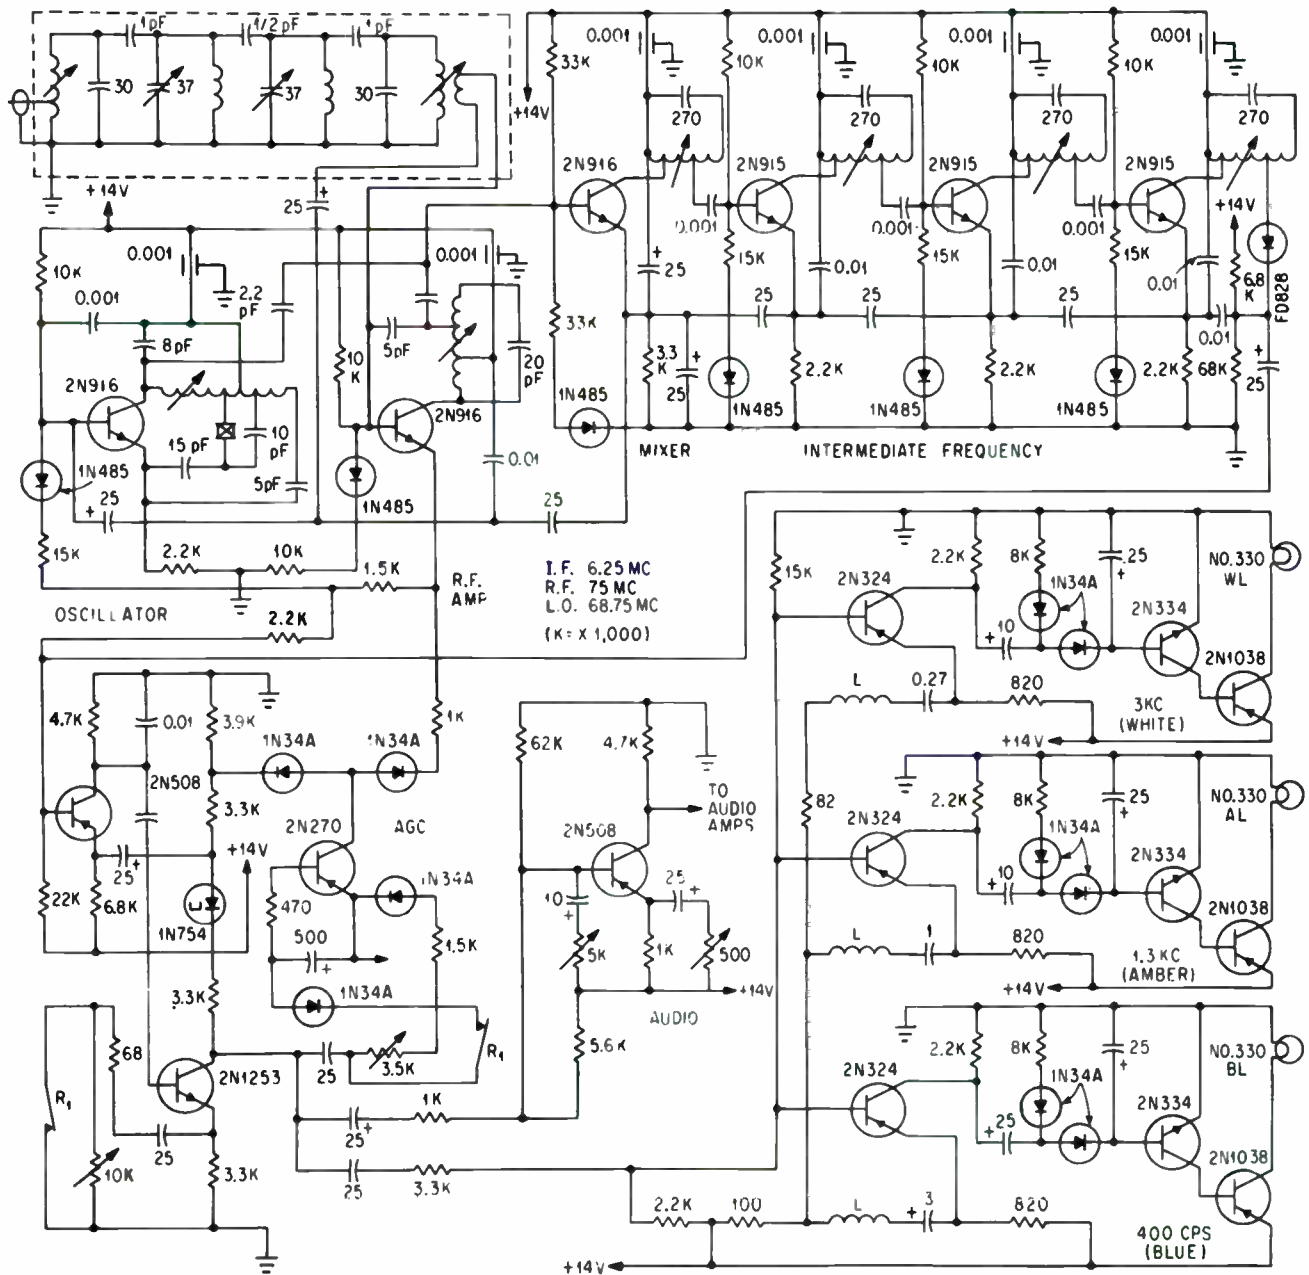 1pF 1/2 pF 1pF
30 37 37 30
+14V
0.001 0.001 0.001 0.001
33K 10K 10K 10K
270 270 270 270
2N916 2N915 2N915 2N915
0.001 0.001 0.001
+14V
25
+14V
10K
0.001
0.001
2.2 pF
0.001
8pF
5pF
10 K
20 pF
2N916
2N916
15 pF
10 pF
5pF
1N485
25
15K
1N485
0.01
25
33K
25
15K 15K 15K
0.01 0.01 0.01
6.8 K
FD828
25 25 25
0.01
3.3 K
25
2.2K 2.2K 2.2K
68K
25
1N485 1N485 1N485 1N485
MIXER
INTERMEDIATE FREQUENCY
2.2K 10K
1.5K
OSCILLATOR
R.F. AMP
I.F. 6.25 MC
R.F. 75 MC
L.O. 68.75 MC
(K = X 1,000)
2.2K
4.7K
0.01
3.9K
1K
2N508
1N34A 1N34A
3.3K
AGC
2N270
+14V
25
1N34A
22K
6.8K
1N754
470
500
1.5K
1N34A
3.3K
R1
68
2N1253
25
3.5K
R1
10K
25
3.3K
1K
25
25
3.3K
62K
4.7K
TO AUDIO AMPS
2N508
10
25
5K
1K
500
+14V
AUDIO
5.6K
2.2K 100
+14V
15K
82
2N324
2.2K
8K
25
1N34A
10
2N334
2N1038
NO.330 WL
L
0.27
820
3KC (WHITE)
+14V
2N324
2.2K
8K
25
1N34A
10
2N334
2N1038
NO.330 AL
L
1
820
1.3KC (AMBER)
+14V
2N324
2.2K
8K
25
1N34A
25
2N334
2N1038
NO.330 BL
L
3
820
400 CPS (BLUE)